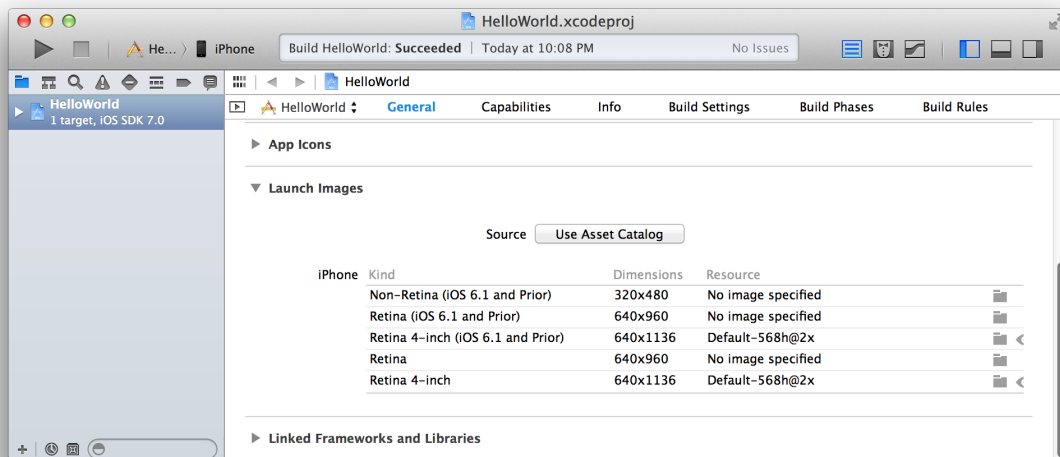 HelloWorld.xcodeproj
He... iPhone Build HelloWorld: Succeeded | Today at 10:08 PM No Issues
HelloWorld
HelloWorld
1 target, iOS SDK 7.0
HelloWorld General Capabilities Info Build Settings Build Phases Build Rules
App Icons
Launch Images
Source Use Asset Catalog
iPhone Kind Dimensions Resource
Non-Retina (iOS 6.1 and Prior) 320x480 No image specified
Retina (iOS 6.1 and Prior) 640x960 No image specified
Retina 4-inch (iOS 6.1 and Prior) 640x1136 Default-568h@2x
Retina 640x960 No image specified
Retina 4-inch 640x1136 Default-568h@2x
Linked Frameworks and Libraries